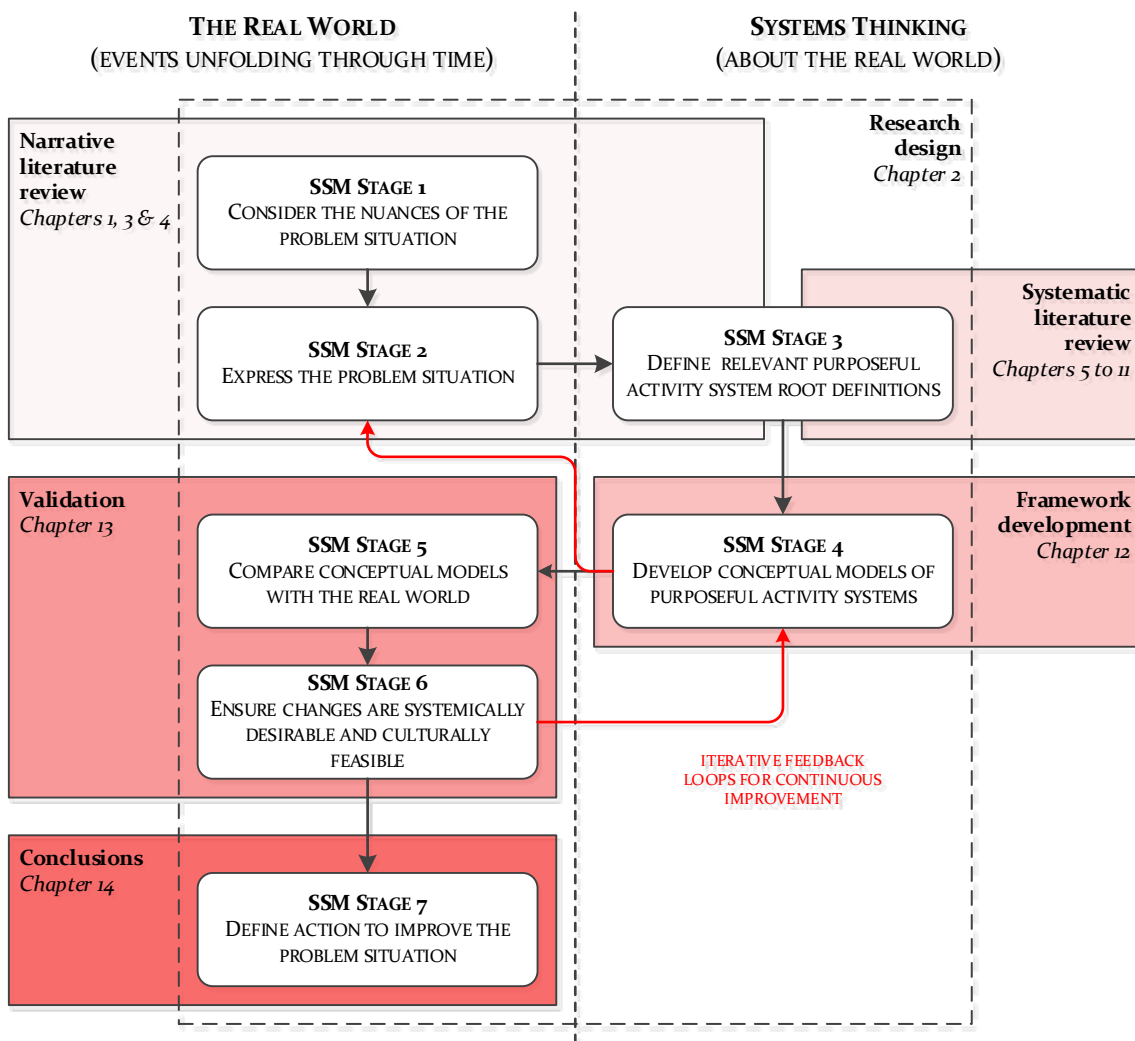 THE REAL WORLD
(EVENTS UNFOLDING THROUGH TIME)
SYSTEMS THINKING
(ABOUT THE REAL WORLD)
Narrative
literature
review
Chapters 1, 3 & 4
Research
design
Chapter 2
SSM STAGE 1
CONSIDER THE NUANCES OF THE
PROBLEM SITUATION
SSM STAGE 2
EXPRESS THE PROBLEM SITUATION
SSM STAGE 3
DEFINE RELEVANT PURPOSEFUL
ACTIVITY SYSTEM ROOT DEFINITIONS
Systematic
literature
review
Chapters 5 to 11
Validation
Chapter 13
Framework
development
Chapter 12
SSM STAGE 5
COMPARE CONCEPTUAL MODELS
WITH THE REAL WORLD
SSM STAGE 4
DEVELOP CONCEPTUAL MODELS OF
PURPOSEFUL ACTIVITY SYSTEMS
SSM STAGE 6
ENSURE CHANGES ARE SYSTEMICALLY
DESIRABLE AND CULTURALLY
FEASIBLE
ITERATIVE FEEDBACK
LOOPS FOR CONTINUOUS
IMPROVEMENT
Conclusions
Chapter 14
SSM STAGE 7
DEFINE ACTION TO IMPROVE THE
PROBLEM SITUATION